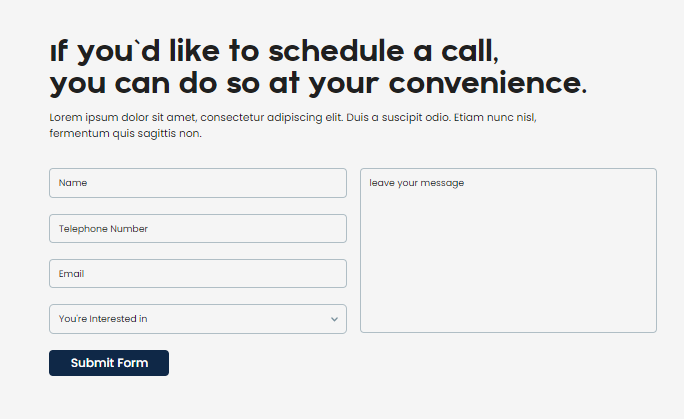 If you`d like to schedule a call,
you can do so at your convenience.
Lorem ipsum dolor sit amet, consectetur adipiscing elit. Duis a suscipit odio. Etiam nunc nisl,
fermentum quis sagittis non.
Name
leave your message
Telephone Number
Email
You're Interested in
Submit Form